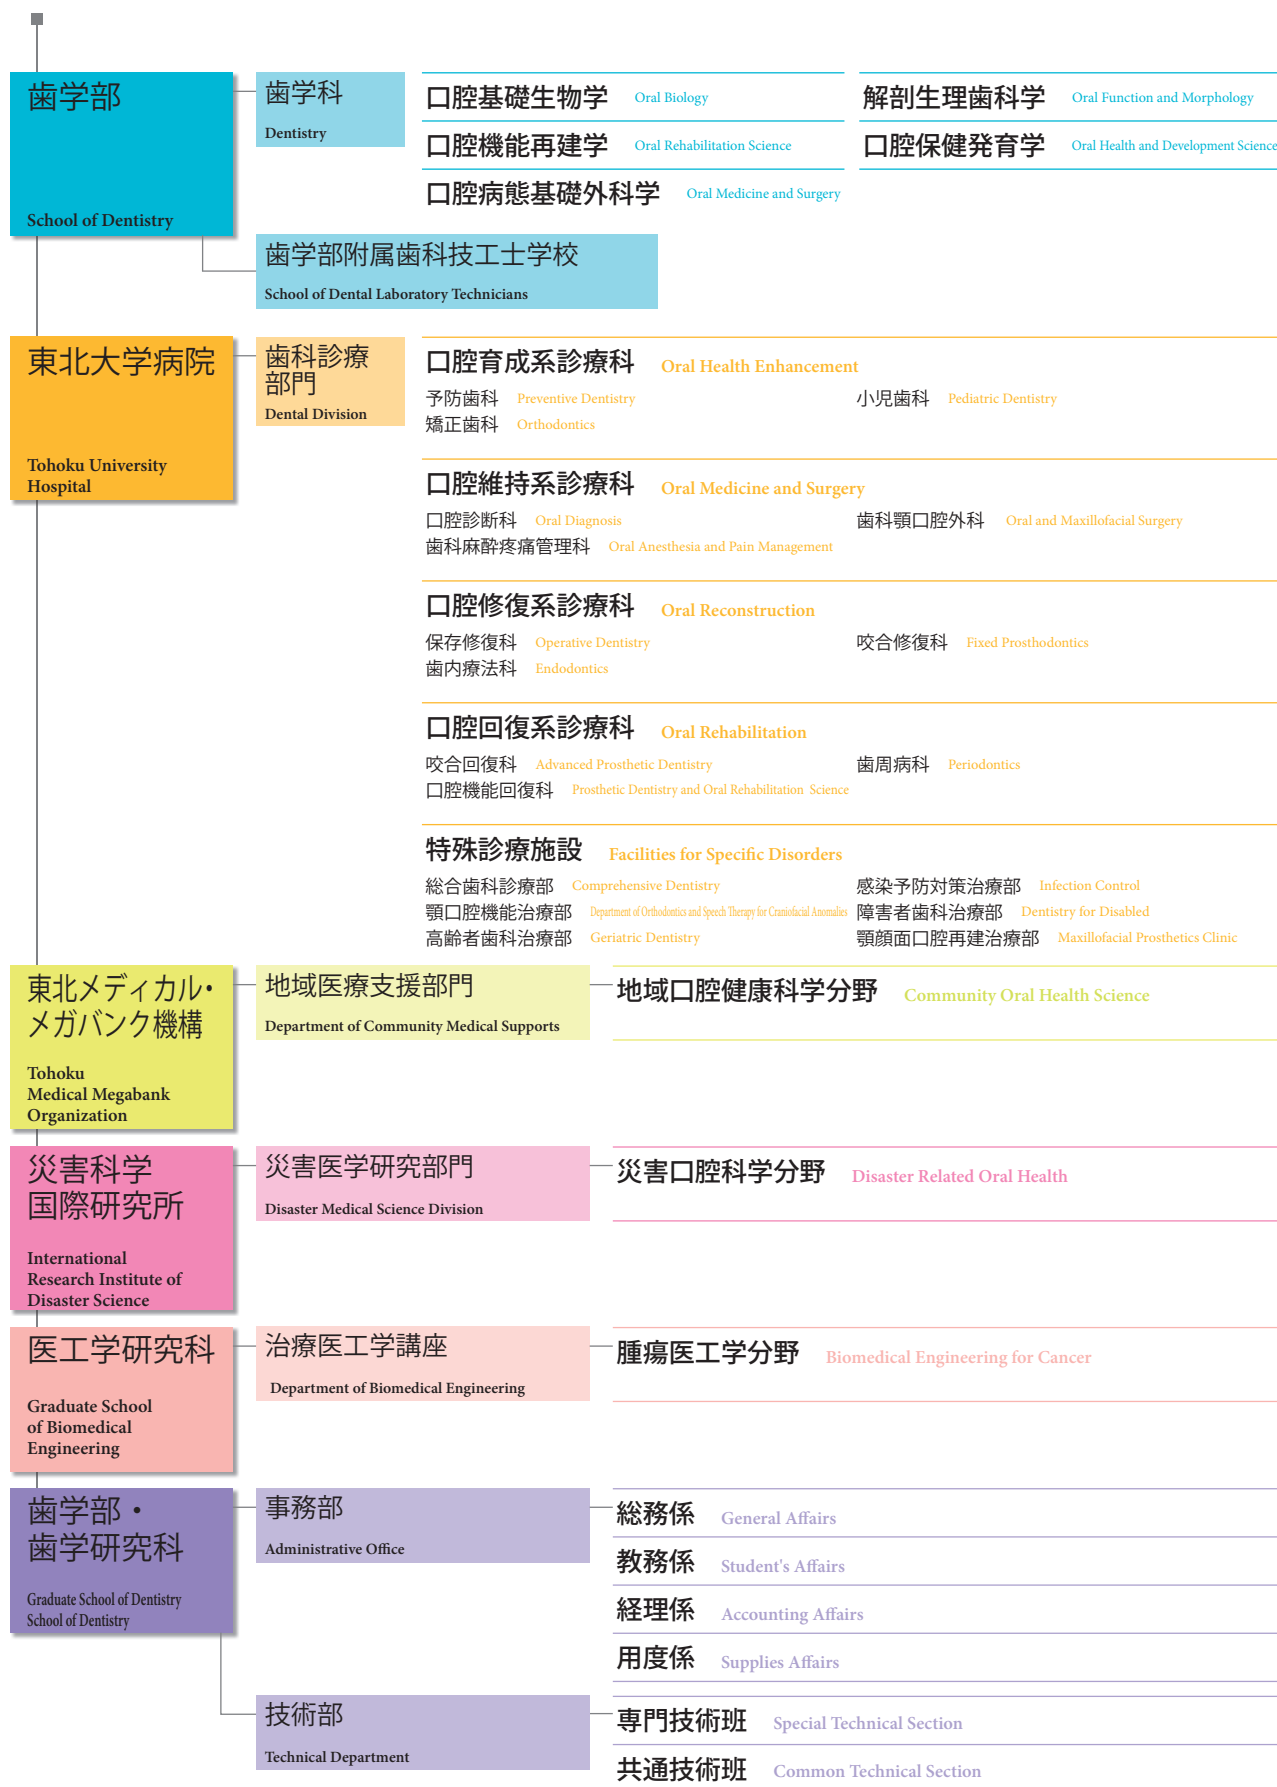 歯学部
School of Dentistry
歯学科
Dentistry
口腔基礎生物学 Oral Biology
解剖生理歯科学 Oral Function and Morphology
口腔機能再建学 Oral Rehabilitation Science
口腔保健発育学 Oral Health and Development Science
口腔病態基礎外科学 Oral Medicine and Surgery
歯学部附属歯科技工士学校
School of Dental Laboratory Technicians
東北大学病院
Tohoku University
Hospital
歯科診療
部門
Dental Division
口腔育成系診療科 Oral Health Enhancement
予防歯科 Preventive Dentistry
小児歯科 Pediatric Dentistry
矯正歯科 Orthodontics
口腔維持系診療科 Oral Medicine and Surgery
口腔診断科 Oral Diagnosis
歯科顎口腔外科 Oral and Maxillofacial Surgery
歯科麻酔疼痛管理科 Oral Anesthesia and Pain Management
口腔修復系診療科 Oral Reconstruction
保存修復科 Operative Dentistry
咬合修復科 Fixed Prosthodontics
歯内療法科 Endodontics
口腔回復系診療科 Oral Rehabilitation
咬合回復科 Advanced Prosthetic Dentistry
歯周病科 Periodontics
口腔機能回復科 Prosthetic Dentistry and Oral Rehabilitation Science
特殊診療施設 Facilities for Specific Disorders
総合歯科診療部 Comprehensive Dentistry
感染予防対策治療部 Infection Control
顎口腔機能治療部 Department of Orthodontics and Speech Therapy for Craniofacial Anomalies
障害者歯科治療部 Dentistry for Disabled
高齢者歯科治療部 Geriatric Dentistry
顎顔面口腔再建治療部 Maxillofacial Prosthetics Clinic
東北メディカル・
メガバンク機構
Tohoku
Medical Megabank
Organization
地域医療支援部門
Department of Community Medical Supports
地域口腔健康科学分野 Community Oral Health Science
災害科学
国際研究所
International
Research Institute of
Disaster Science
災害医学研究部門
Disaster Medical Science Division
災害口腔科学分野 Disaster Related Oral Health
医工学研究科
Graduate School
of Biomedical
Engineering
治療医工学講座
Department of Biomedical Engineering
腫瘍医工学分野 Biomedical Engineering for Cancer
歯学部・
歯学研究科
Graduate School of Dentistry
School of Dentistry
事務部
Administrative Office
総務係 General Affairs
教務係 Student's Affairs
経理係 Accounting Affairs
用度係 Supplies Affairs
技術部
Technical Department
専門技術班 Special Technical Section
共通技術班 Common Technical Section